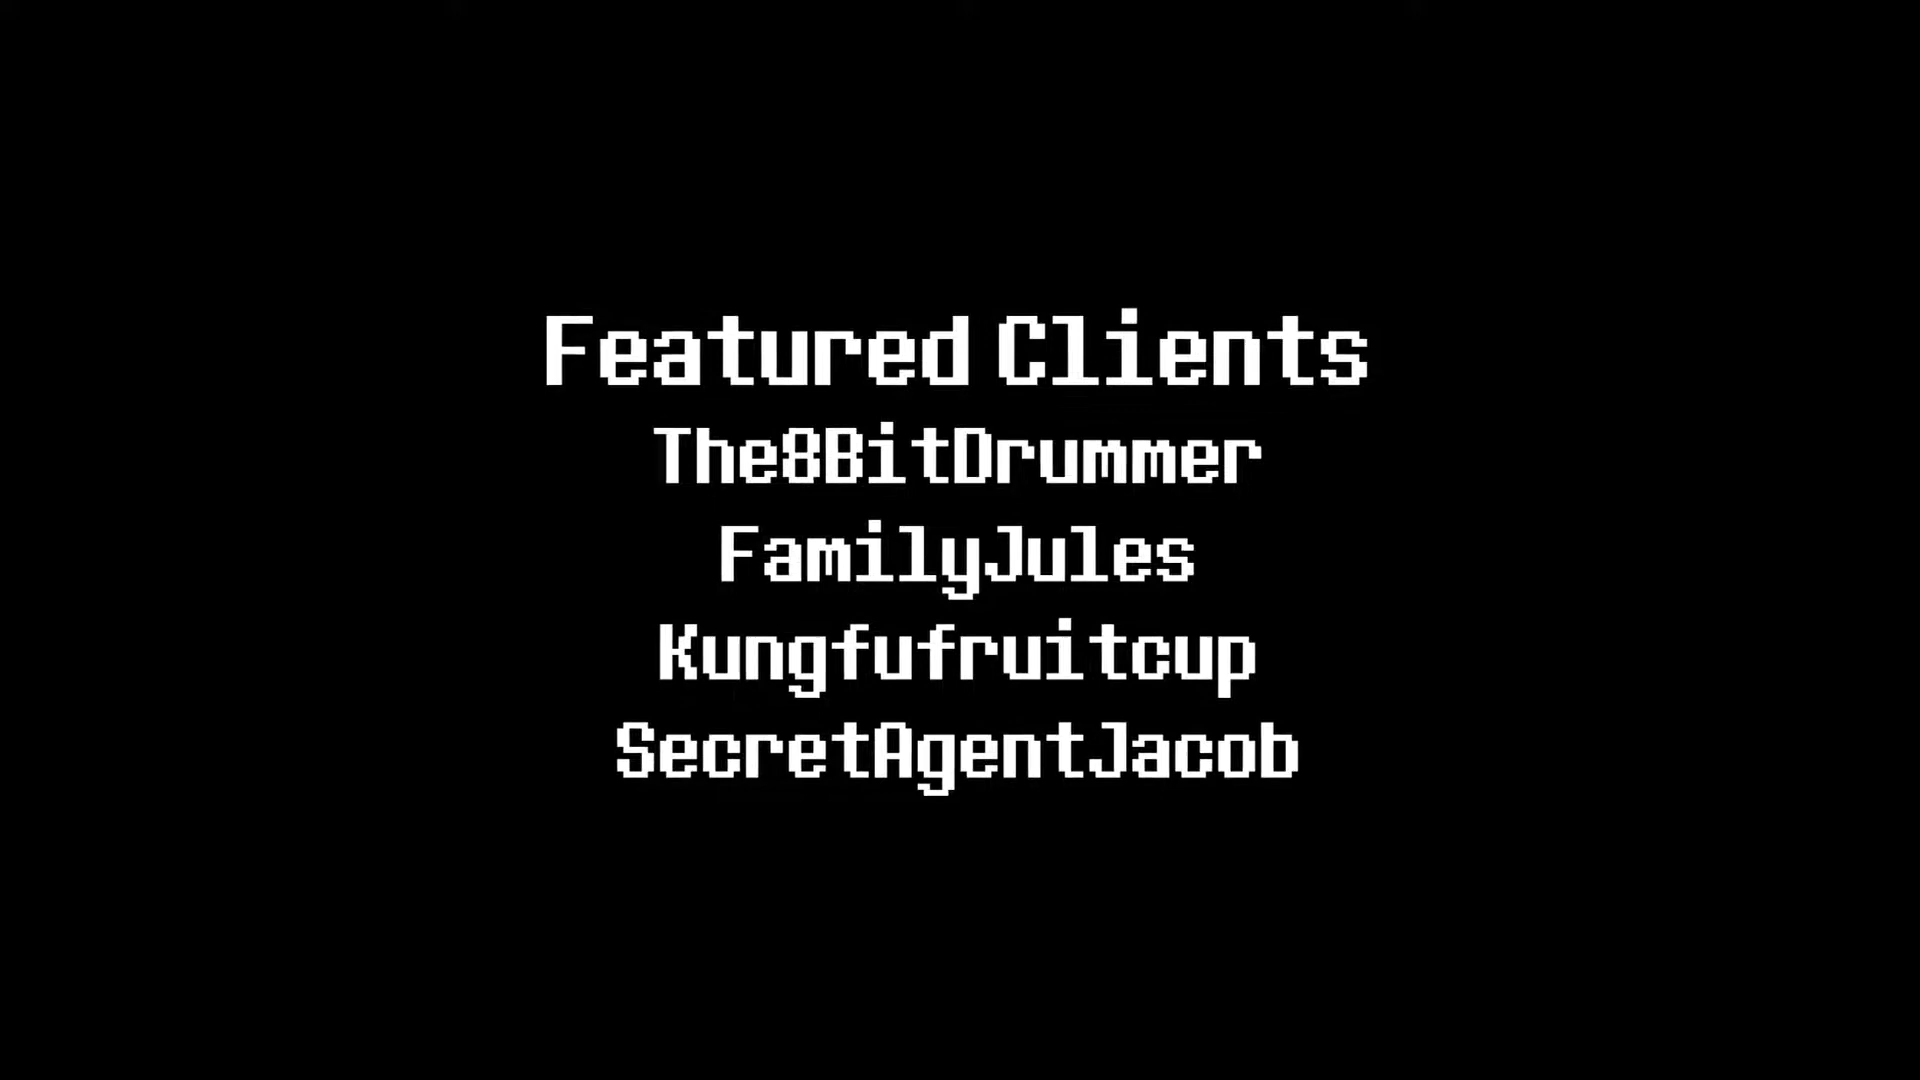 Featured Clients
The8BitDrummer
FamilyJules
Kungfufruitcup
SecretAgentJacob